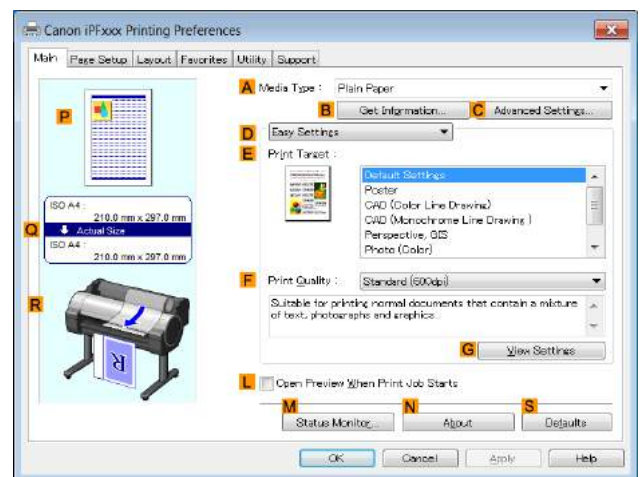 Canon iPFxxx Printing Preferences
Main Page Setup Layout Favorites Utility Support
A Media Type : Plain Paper
B Get Information... C Advanced Settings...
P
D Easy Settings
E Print Target :
Default Settings
Poster
CAD (Color Line Drawing)
CAD (Monochrome Line Drawing )
Perspective, GIS
Photo (Color)
ISO A4 :
210.0 mm x 297.0 mm
Q Actual Size
ISO A4 :
210.0 mm x 297.0 mm
F Print Quality : Standard (600dpi)
Suitable for printing normal documents that contain a mixture
of text, photographs and graphics.
R
R
G View Settings
L Open Preview When Print Job Starts
M N S
Status Monitor... About Defaults
OK Cancel Apply Help